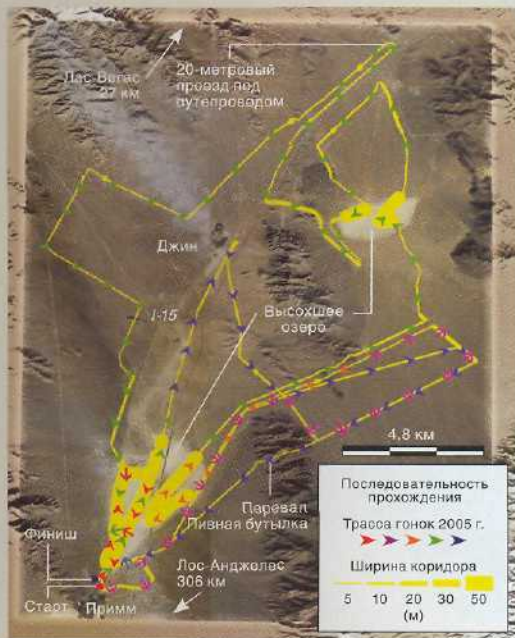 Лас-Вегас
27 км
20-метровый
проезд под
путепроводом
Джин
I-15
Высохшее
озеро
4,8 км
Перевал
Пивная бутылка
Финиш
Старт
Примм
Лос-Анджелес
306 км
Последовательность
прохождения
Трасса гонок 2005 г.
Ширина коридора
5 10 20 30 50
(м)